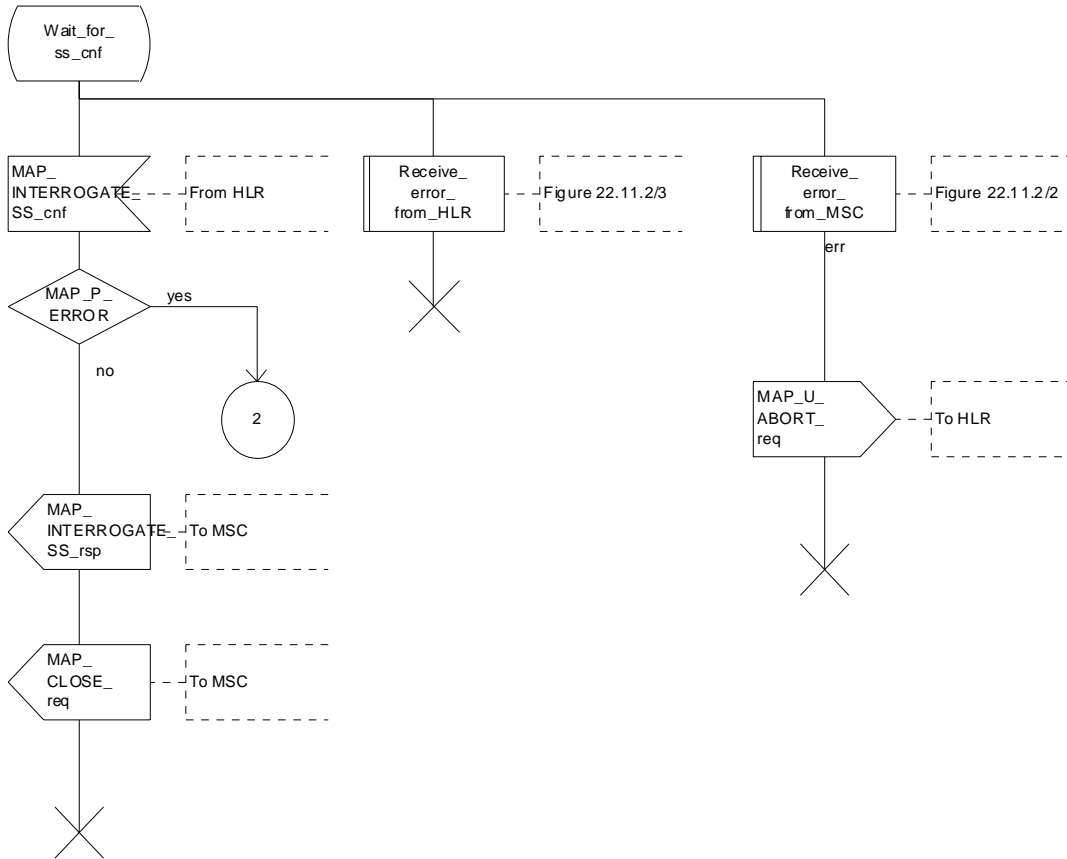 Wait_for_
ss_cnf
MAP_
INTERROGATE_
SS_cnf
From HLR
Receive_
error_
from_HLR
Figure 22.11.2/3
Receive_
error_
from_MSC
Figure 22.11.2/2
err
MAP_P_
ERROR
yes
no
2
MAP_U_
ABORT_
req
To HLR
MAP_
INTERROGATE_
SS_rsp
To MSC
MAP_
CLOSE_
req
To MSC